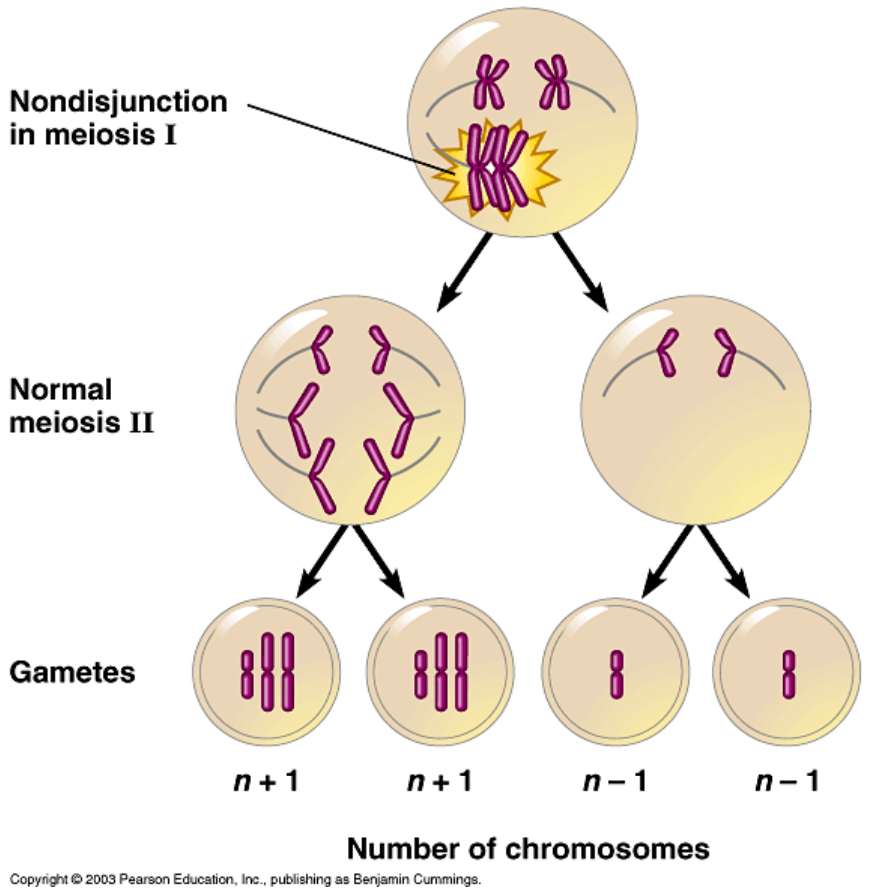 Nondisjunction
in meiosis I
Normal
meiosis II
Gametes
n + 1
n + 1
n – 1
n – 1
Number of chromosomes
Copyright © 2003 Pearson Education, Inc., publishing as Benjamin Cummings.